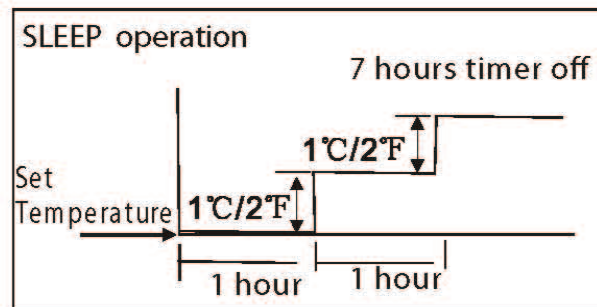 SLEEP operation
7 hours timer off
1℃/2℉
Set
Temperature
1℃/2℉
1 hour
1 hour